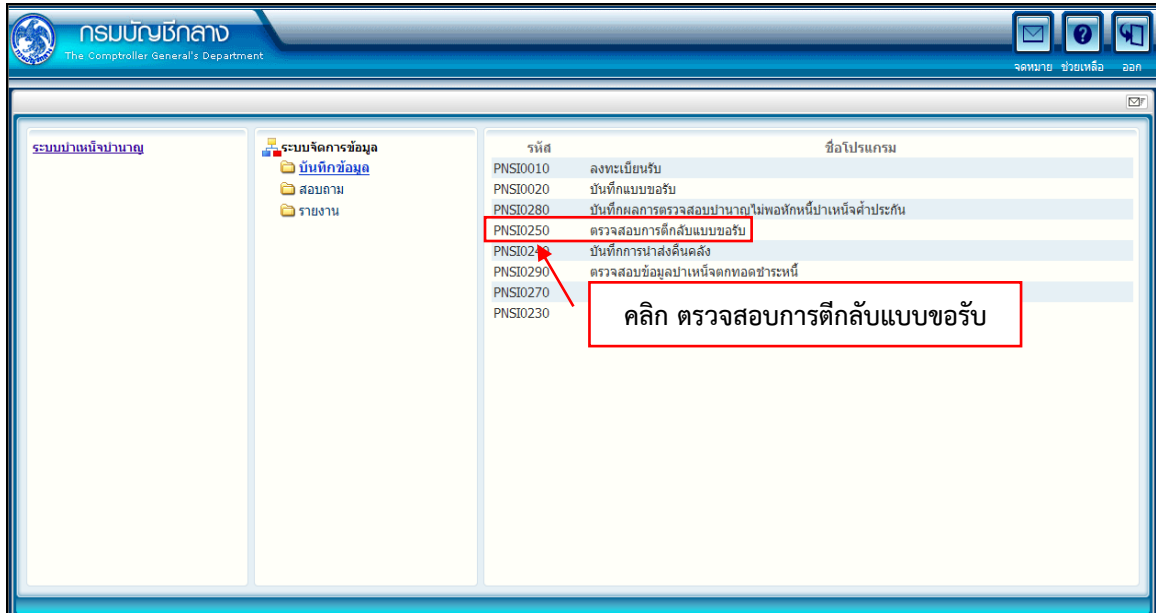 กรมบัญชีกลาง
The Comptroller General's Department
จดหมาย ช่วยเหลือ ออก
ระบบบำเหน็จบำนาญ
ระบบจัดการข้อมูล
บันทึกข้อมูล
สอบถาม
รายงาน
รหัส ชื่อโปรแกรม
PNSI0010 ลงทะเบียนรับ
PNSI0020 บันทึกแบบขอรับ
PNSI0280 บันทึกผลการตรวจสอบบำนาญไม่พอหักหนี้บำเหน็จค้ำประกัน
PNSI0250 ตรวจสอบการตีกลับแบบขอรับ
PNSI0240 บันทึกการนำส่งคืนคลัง
PNSI0290 ตรวจสอบข้อมูลบำเหน็จตกทอดชำระหนี้
PNSI0270
PNSI0230
คลิก ตรวจสอบการตีกลับแบบขอรับ